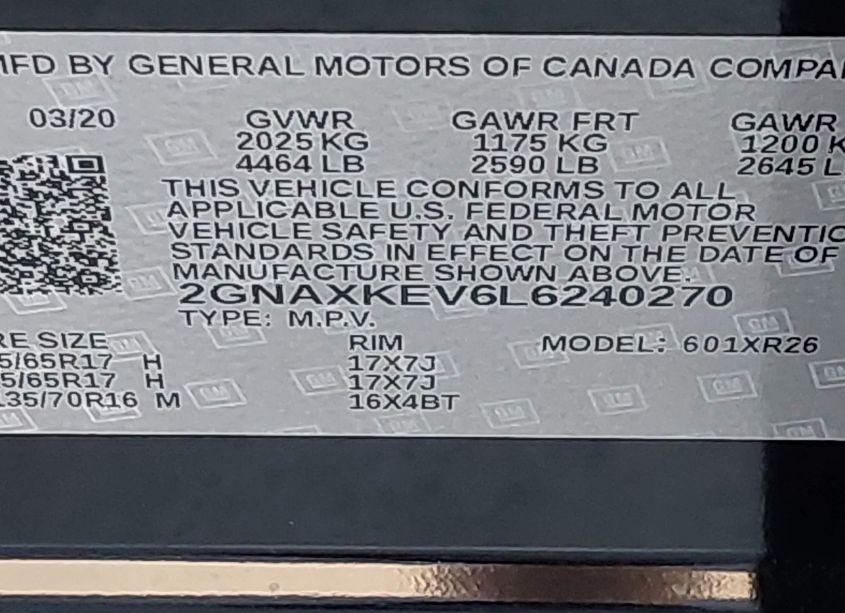 MFD BY GENERAL MOTORS OF CANADA COMPA
03/20 GVWR GAWR FRT GAWR
2025 KG 1175 KG 1200 K
4464 LB 2590 LB 2645 L
THIS VEHICLE CONFORMS TO ALL
APPLICABLE U.S. FEDERAL MOTOR
VEHICLE SAFETY AND THEFT PREVENTIO
STANDARDS IN EFFECT ON THE DATE OF
MANUFACTURE SHOWN ABOVE.
2GNAXKEV6L6240270
TYPE: M.P.V.
RE SIZE RIM MODEL: 601XR26
5/65R17 H 17X7J
5/65R17 H 17X7J
135/70R16 M 16X4BT